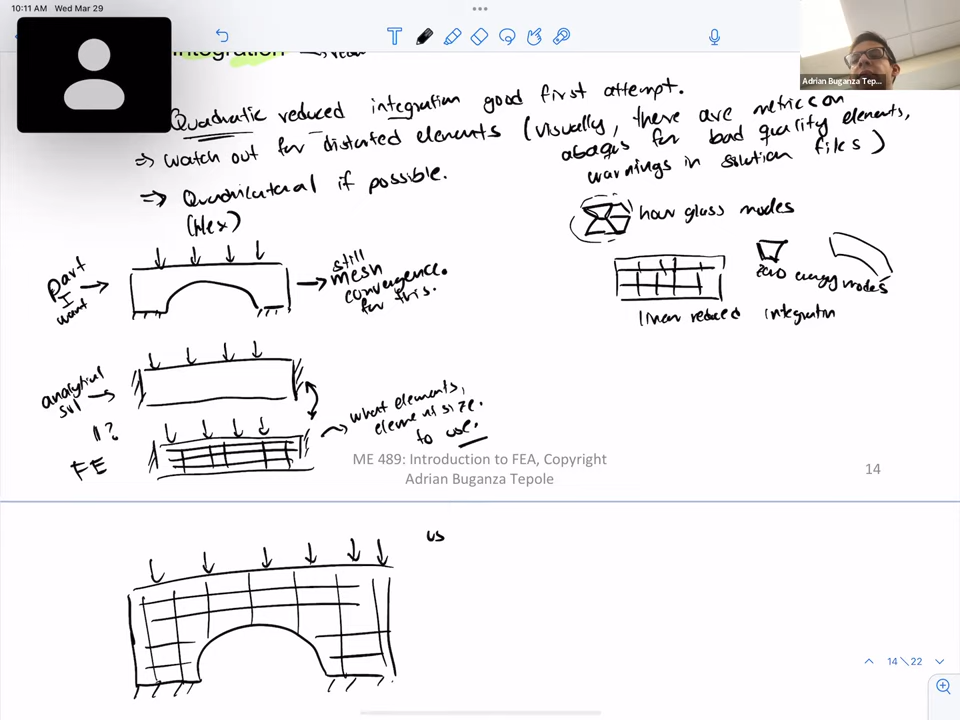 10:11 AM Wed Mar 29
Adrian Buganza Tep...
Integration
Quadratic reduced integration good first attempt.
⇒ watch out for distorted elements (visually, there are metrics on
abaqus for bad quality elements,
warnings in solution files)
⇒ Quadrilateral if possible.
(Hex)
hour glass modes
zero energy modes
linear reduced integration
part
I
want
still
mesh
convergence.
for this.
analytical
sol
11?
FE
what elements,
element size.
to use.
ME 489: Introduction to FEA, Copyright
Adrian Buganza Tepole
14
us
14/22